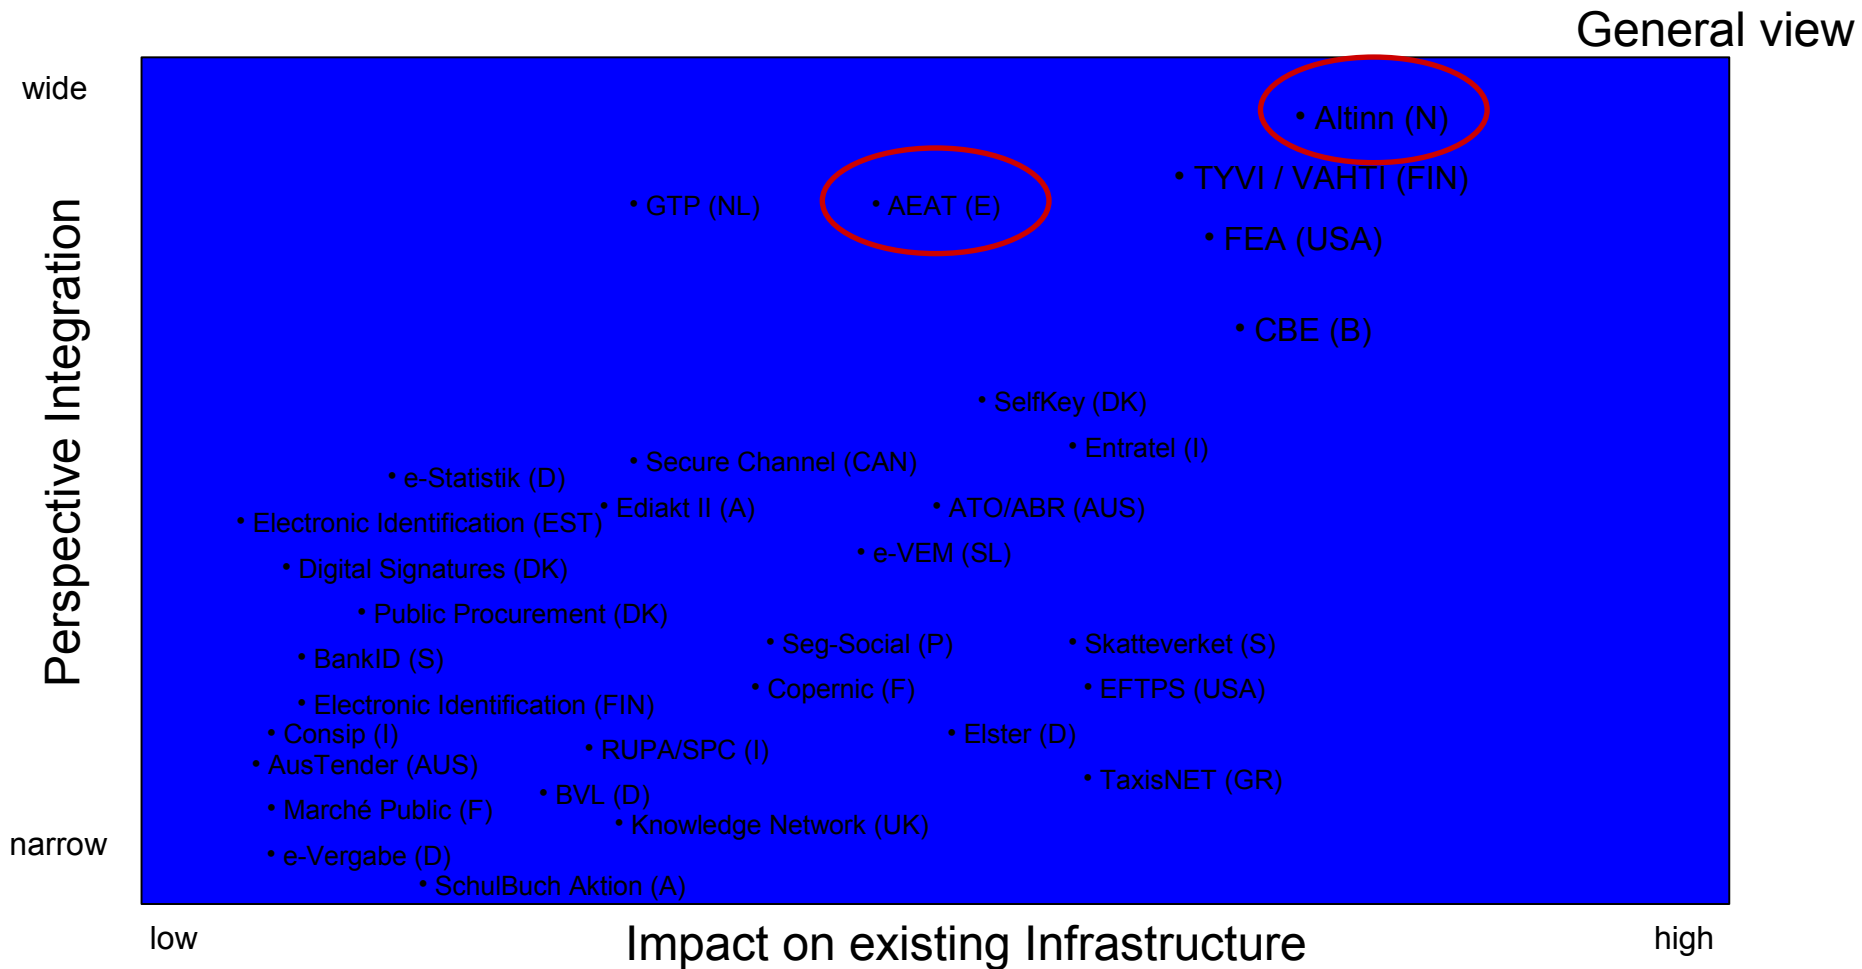 General view
wide
• Altinn (N)
• TYVI / VAHTI (FIN)
• GTP (NL)
• AEAT (E)
• FEA (USA)
• CBE (B)
Perspective Integration
• SelfKey (DK)
• Entratel (I)
• Secure Channel (CAN)
• e-Statistik (D)
• Ediakt II (A)
• ATO/ABR (AUS)
• Electronic Identification (EST)
• e-VEM (SL)
• Digital Signatures (DK)
• Public Procurement (DK)
• Seg-Social (P)
• Skatteverket (S)
• BankID (S)
• Copernic (F)
• EFTPS (USA)
• Electronic Identification (FIN)
• Consip (I)
• Elster (D)
• RUPA/SPC (I)
• AusTender (AUS)
• TaxisNET (GR)
• BVL (D)
• Marché Public (F)
• Knowledge Network (UK)
narrow
• e-Vergabe (D)
• SchulBuch Aktion (A)
low
Impact on existing Infrastructure
high